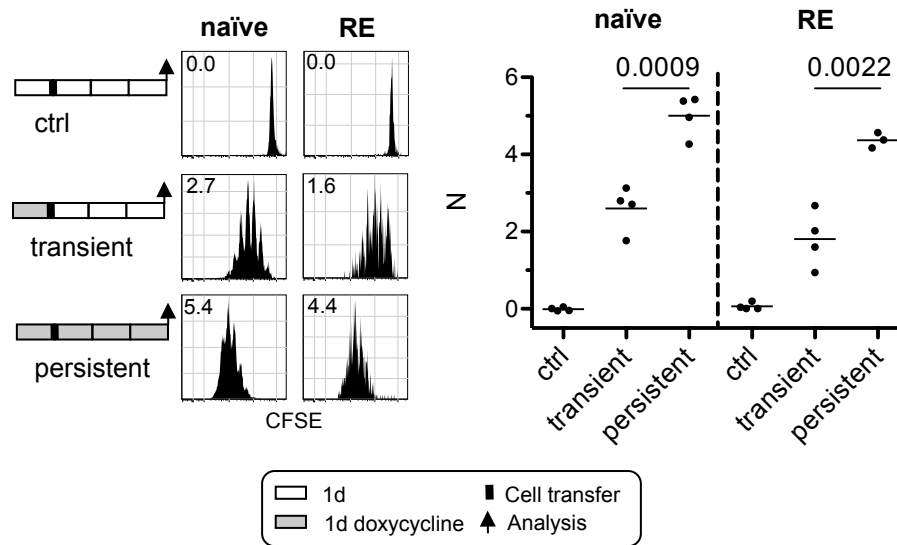 naïve RE
0.0 0.0
ctrl
2.7 1.6
transient
5.4 4.4
persistent
CFSE
naïve RE
0.0009 0.0022
6
4
2
0
N
ctrl transient persistent ctrl transient persistent
1d Cell transfer
1d doxycycline Analysis